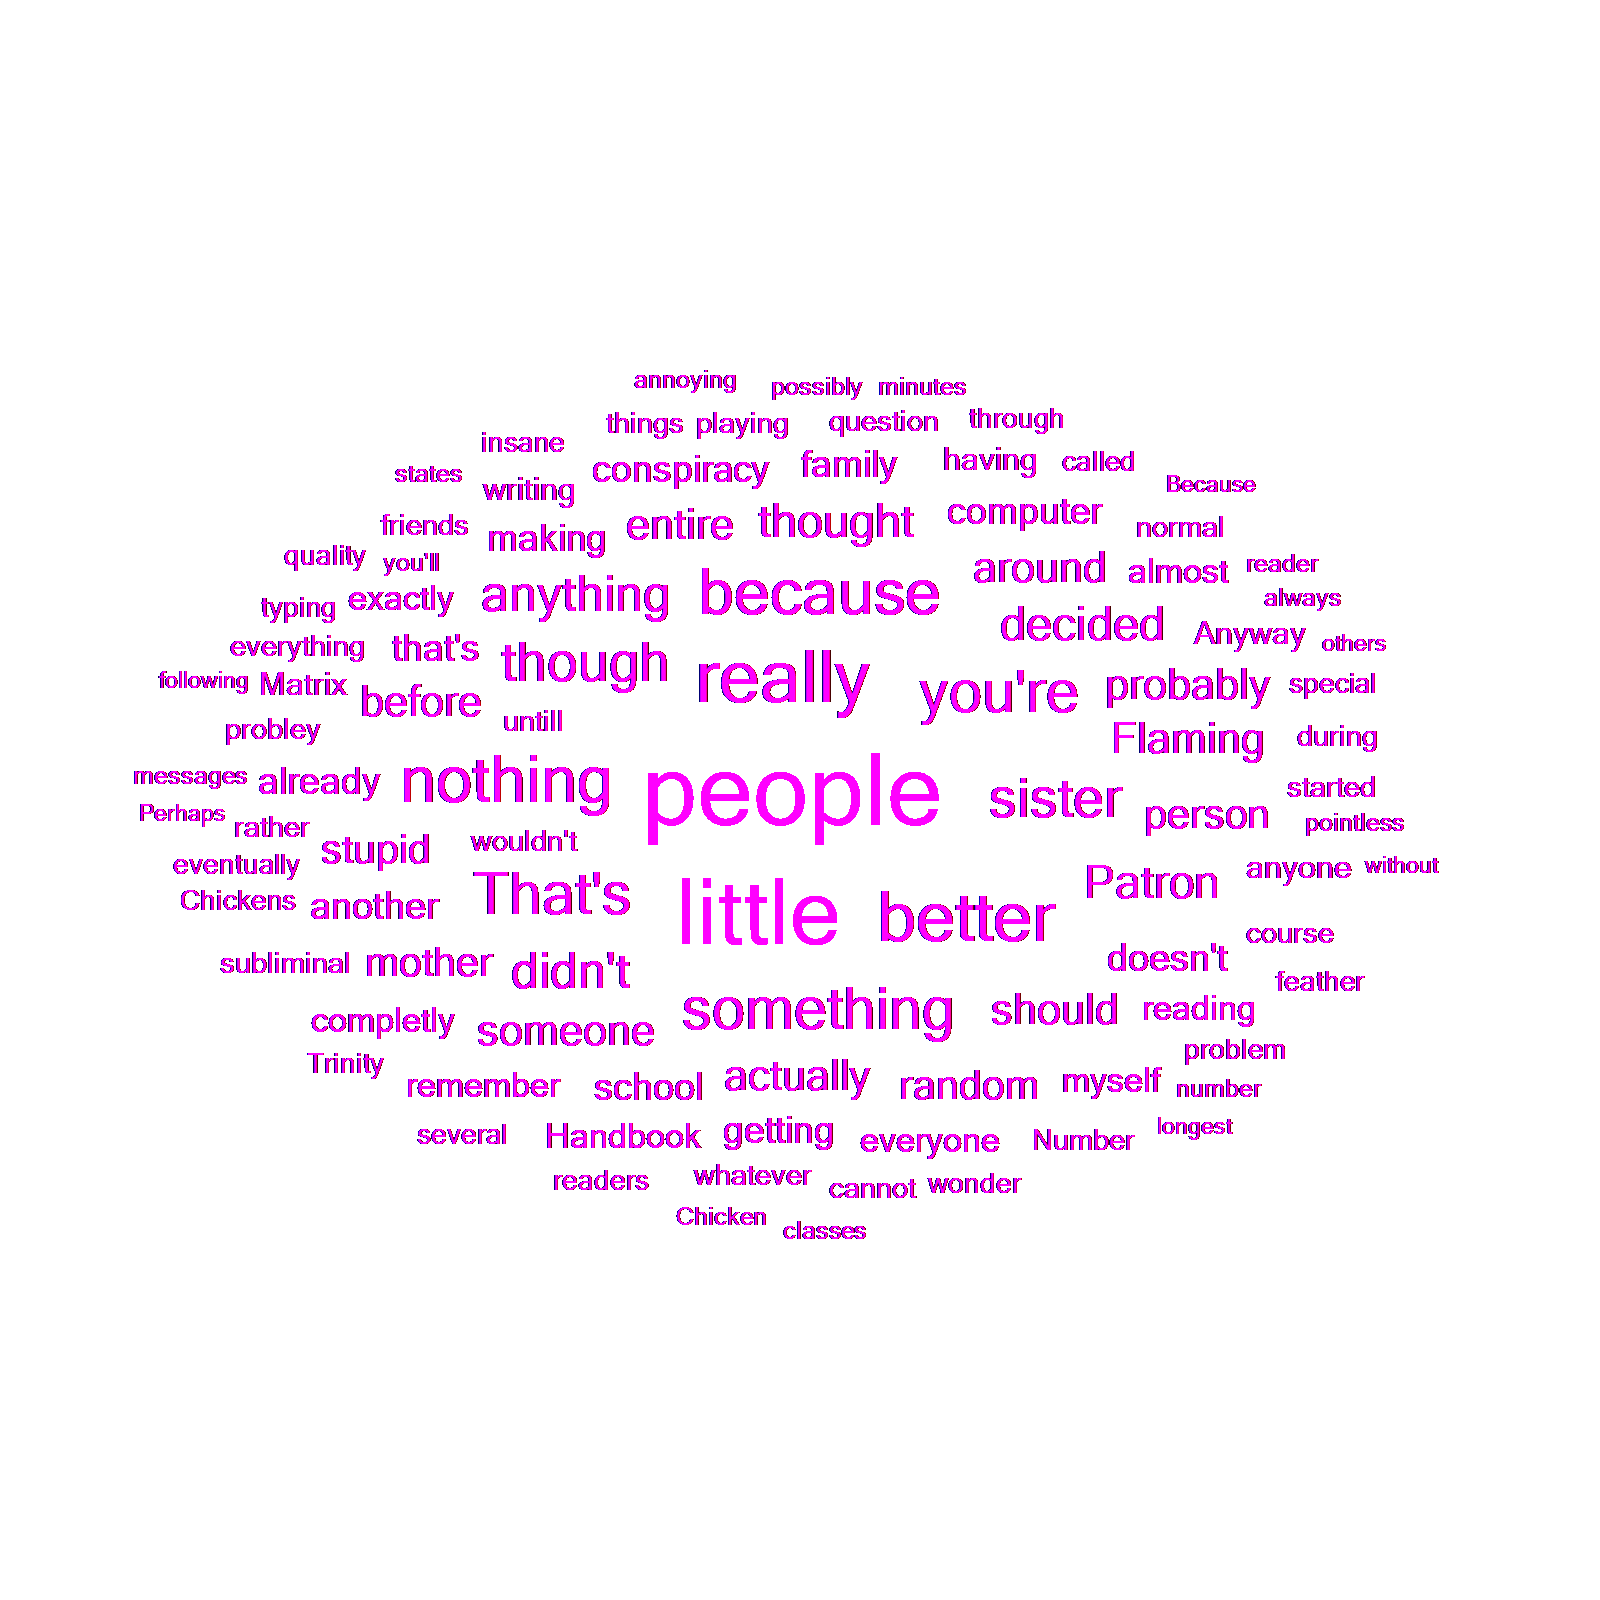 annoying
possibly minutes
things playing question through
insane
conspiracy family having called
states writing Because
friends making entire thought computer normal
quality you'll around almost reader
typing exactly anything because always
decided Anyway others
everything that's though really
following Matrix before you're probably special
probley untill Flaming during
messages already nothing people sister started
Perhaps rather person pointless
stupid wouldn't
eventually Patron anyone without
Chickens another That's little better
course
subliminal mother didn't doesn't feather
completly someone something should reading
Trinity problem
remember school actually random myself number
several Handbook getting everyone Number longest
readers whatever cannot wonder
Chicken classes